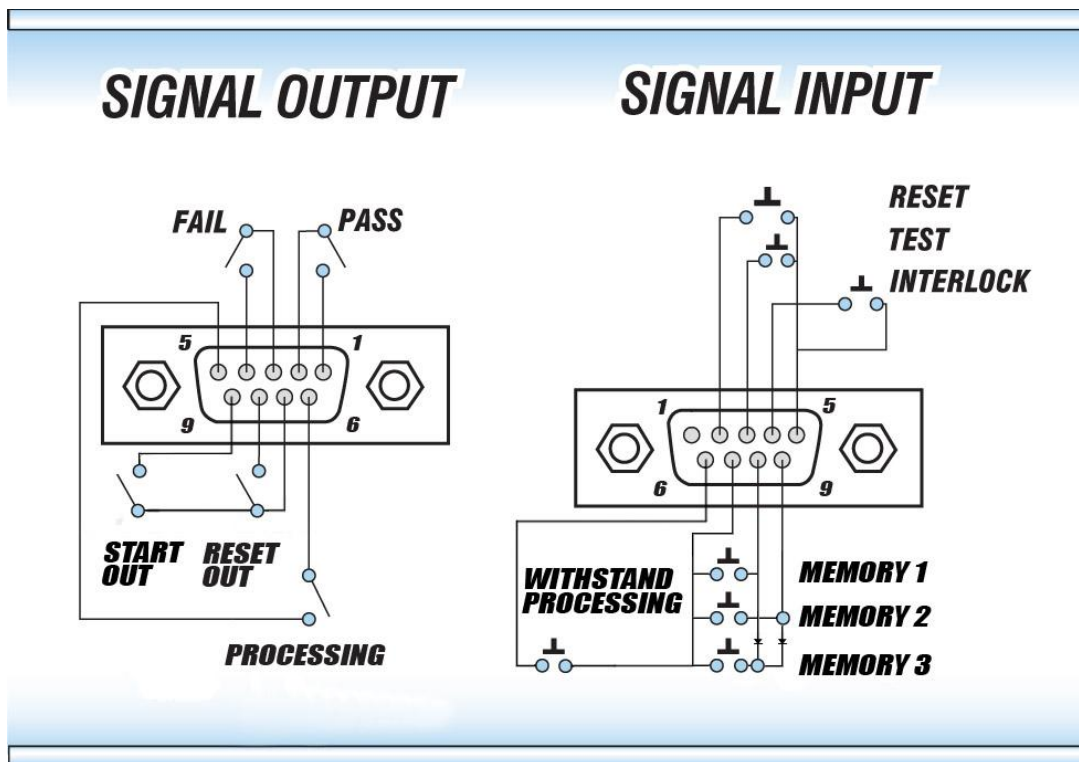 SIGNAL OUTPUT
SIGNAL INPUT
FAIL
PASS
5
1
9
6
START
OUT
RESET
OUT
PROCESSING
RESET
TEST
INTERLOCK
1
5
6
9
WITHSTAND
PROCESSING
MEMORY 1
MEMORY 2
MEMORY 3